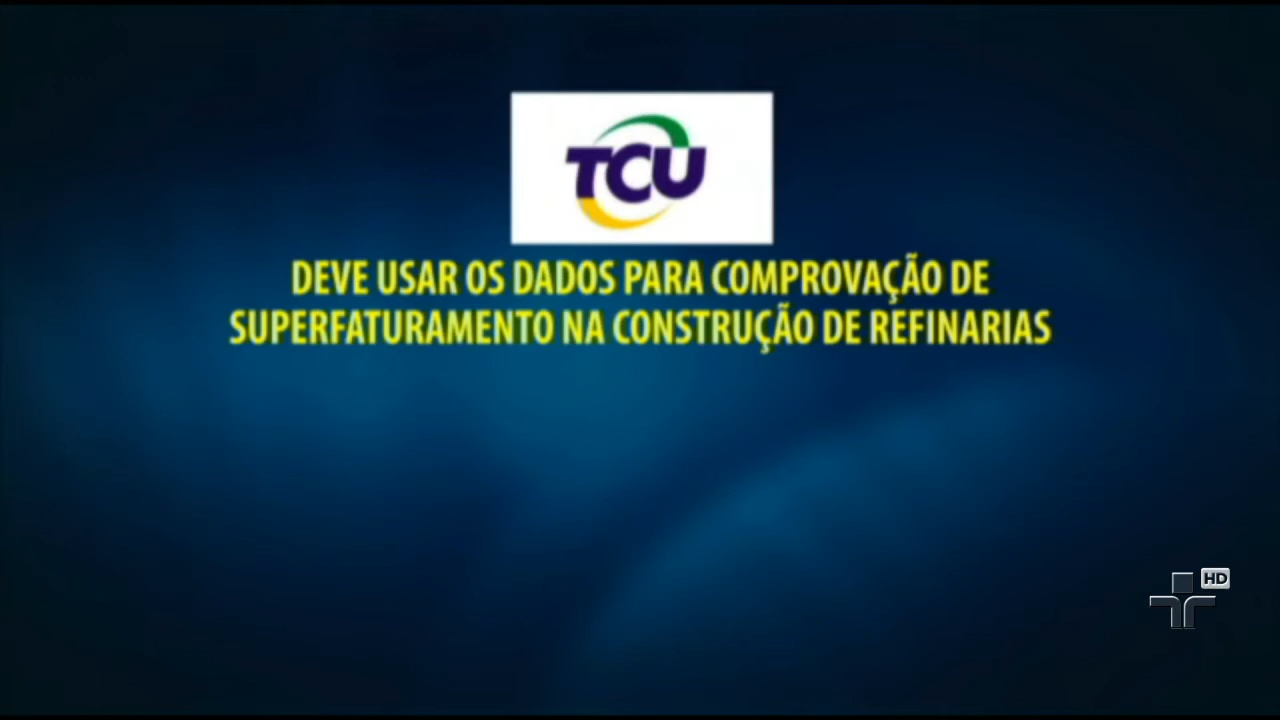 TCU
DEVE USAR OS DADOS PARA COMPROVAÇÃO DE
SUPERFATURAMENTO NA CONSTRUÇÃO DE REFINARIAS
HD